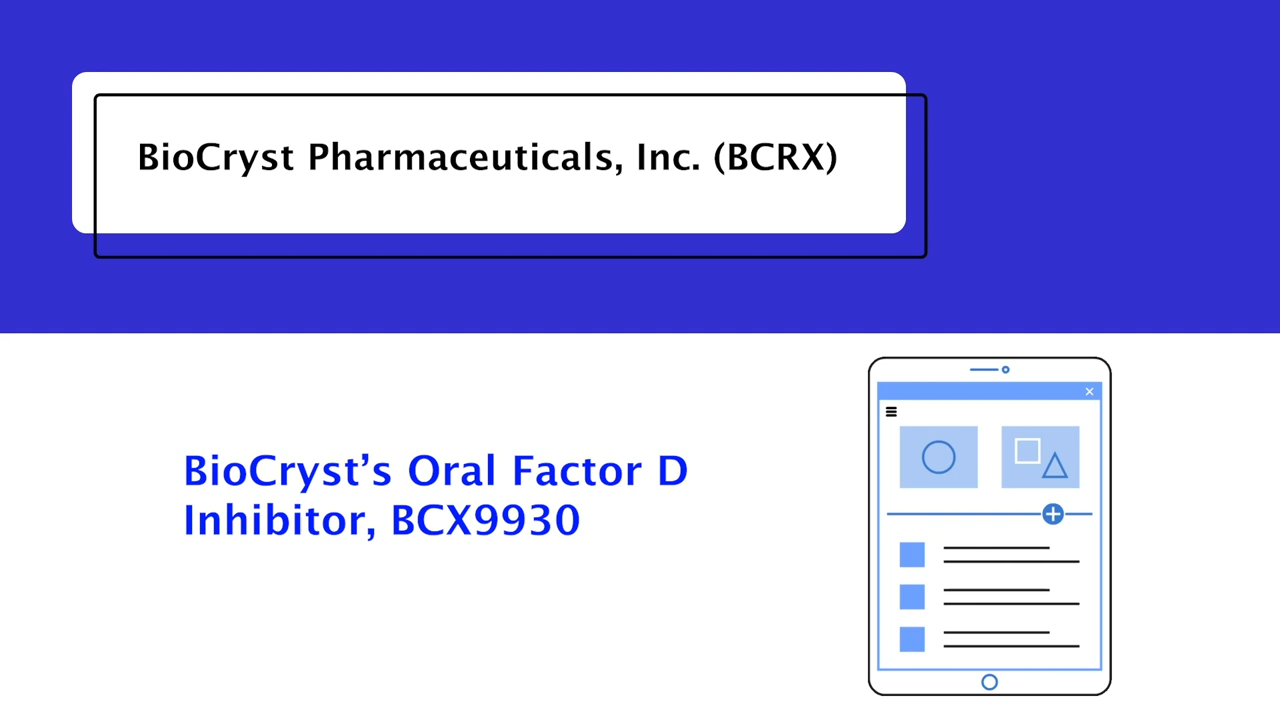 BioCryst Pharmaceuticals, Inc. (BCRX)
BioCryst’s Oral Factor D
Inhibitor, BCX9930